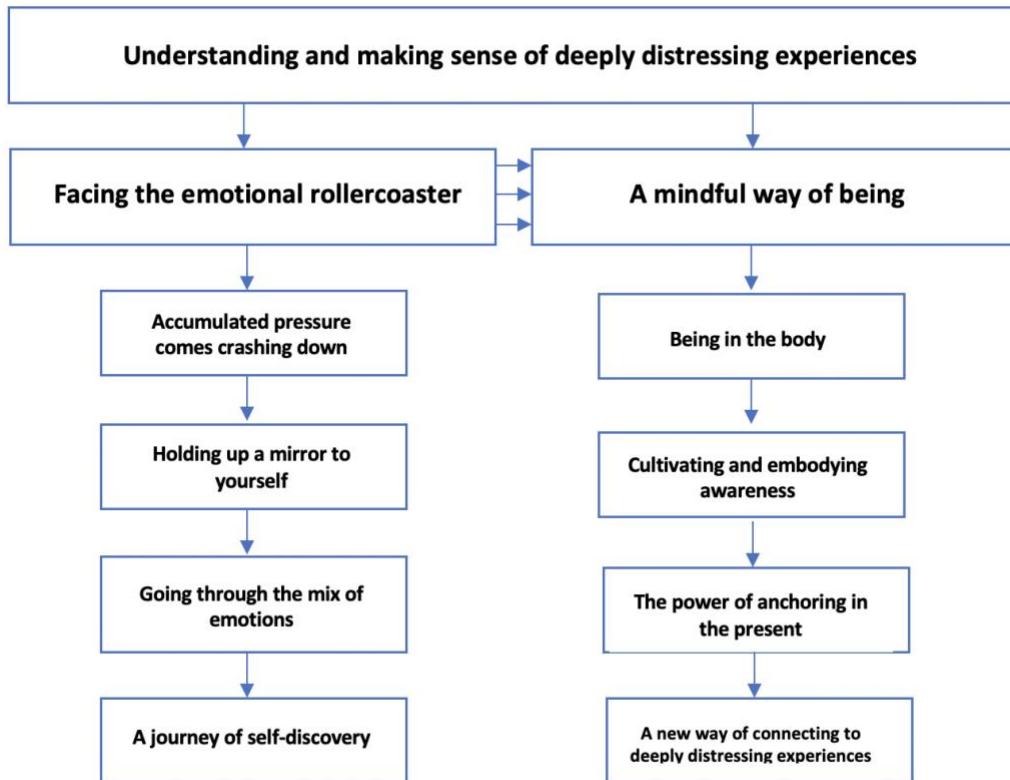 Understanding and making sense of deeply distressing experiences
Facing the emotional rollercoaster
A mindful way of being
Accumulated pressure
comes crashing down
Being in the body
Holding up a mirror to
yourself
Cultivating and embodying
awareness
Going through the mix of
emotions
The power of anchoring in
the present
A journey of self-discovery
A new way of connecting to
deeply distressing experiences